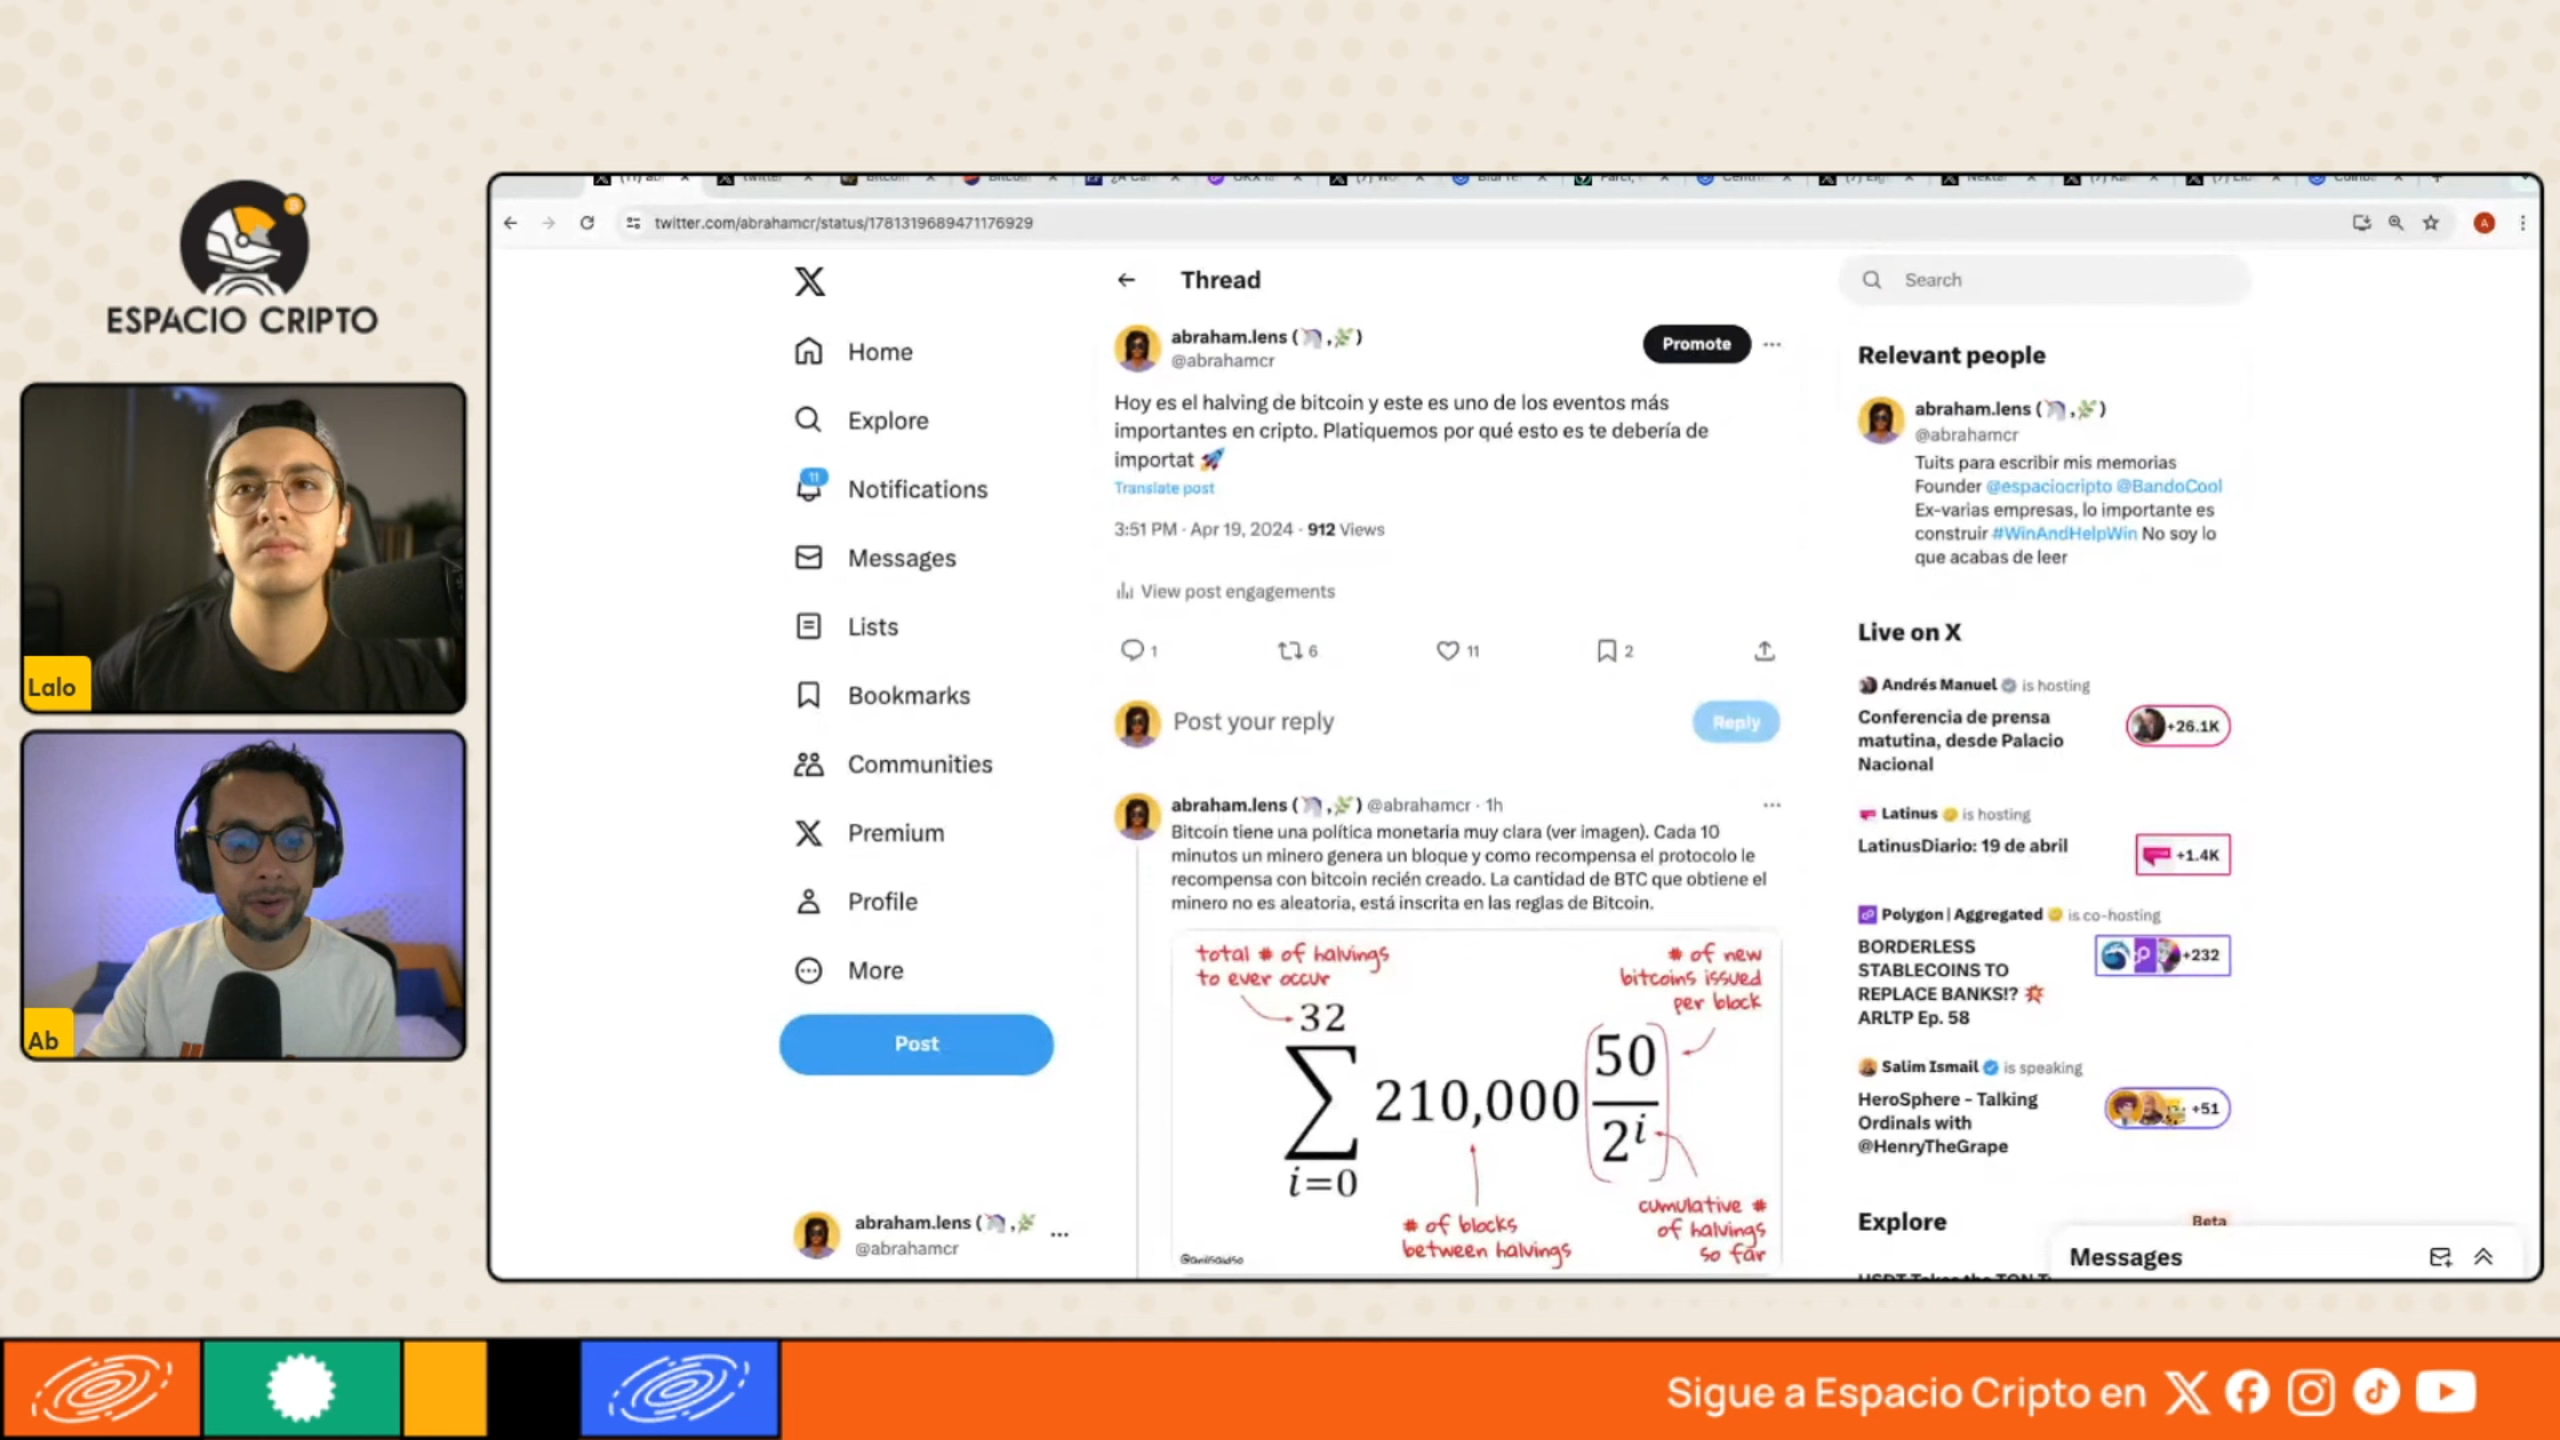 ESPACIO CRIPTO
Lalo
Ab
twitter.com/abrahamcr/status/1781319689471176929
Home
Explore
11
Notifications
Messages
Lists
Bookmarks
Communities
Premium
Profile
More
Post
abraham.lens (
@abrahamcr
Thread
abraham.lens ( , )
@abrahamcr
Promote
Hoy es el halving de bitcoin y este es uno de los eventos más
importantes en cripto. Platiquemos por qué esto es te debería de
importat
Translate post
3:51 PM · Apr 19, 2024 · 912 Views
View post engagements
1
6
11
2
Post your reply
Reply
abraham.lens ( , ) @abrahamcr · 1h
Bitcoin tiene una política monetaria muy clara (ver imagen). Cada 10
minutos un minero genera un bloque y como recompensa el protocolo le
recompensa con bitcoin recién creado. La cantidad de BTC que obtiene el
minero no es aleatoria, está inscrita en las reglas de Bitcoin.
total # of halvings
to ever occur
# of new
bitcoins issued
per block
32
∑ 210,000 (50/2^i)
i=0
# of blocks
between halvings
cumulative #
of halvings
so far
Search
Relevant people
abraham.lens ( , )
@abrahamcr
Tuits para escribir mis memorias
Founder @espaciocripto @BandoCool
Ex-varias empresas, lo importante es
construir #WinAndHelpWin No soy lo
que acabas de leer
Live on X
Andrés Manuel is hosting
Conferencia de prensa
matutina, desde Palacio
Nacional
+26.1K
Latinus is hosting
LatinusDiario: 19 de abril
+1.4K
Polygon | Aggregated is co-hosting
BORDERLESS
STABLECOINS TO
REPLACE BANKS!?
ARLTP Ep. 58
+232
Salim Ismail is speaking
HeroSphere - Talking
Ordinals with
@HenryTheGrape
+51
Explore
Beta
Messages
Sigue a Espacio Cripto en